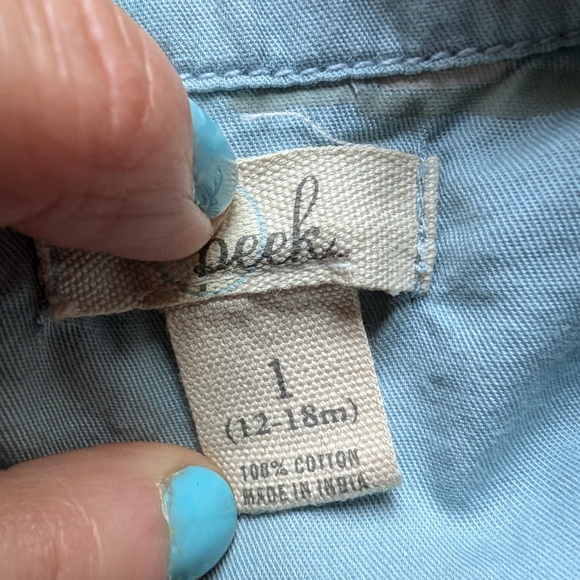 peek.
1
(12-18m)
100% COTTON
MADE IN INDIA